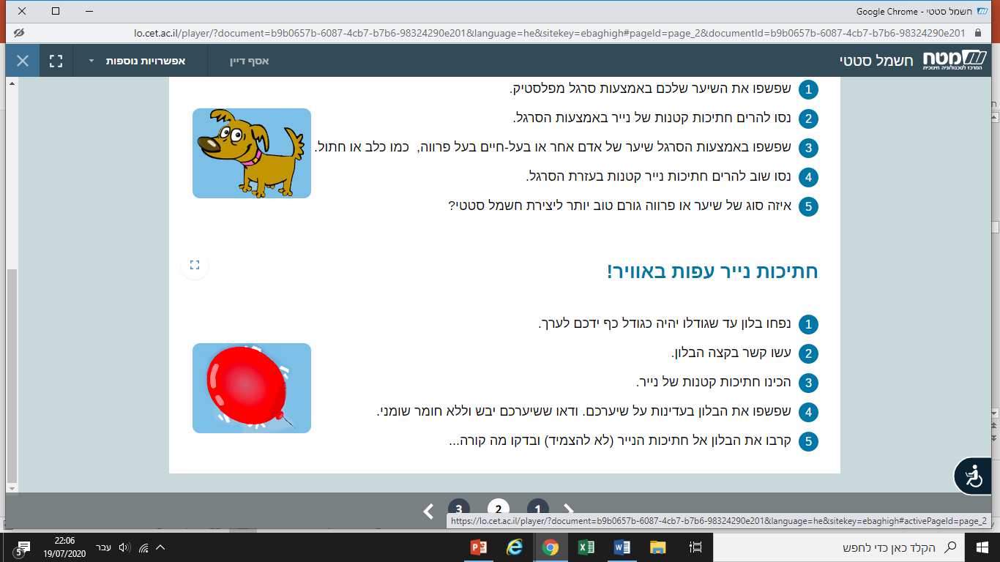 חשמל סטטי - Google Chrome
lo.cet.ac.il/player/?document=b9b0657b-6087-4cb7-b7b6-98324290e201&language=he&sitekey=ebaghigh#pageId=page_2&documentId=b9b0657b-6087-4cb7-b7b6-98324290e201
מטח
המרכז לטכנולוגיה חינוכית
חשמל סטטי
אסף דיין
אפשרויות נוספות
1 שפשפו את השיער שלכם באמצעות סרגל מפלסטיק.
2 נסו להרים חתיכות קטנות של נייר באמצעות הסרגל.
3 שפשפו באמצעות הסרגל שיער של אדם אחר או בעל-חיים בעל פרווה, כמו כלב או חתול.
4 נסו שוב להרים חתיכות נייר קטנות בעזרת הסרגל.
5 איזה סוג של שיער או פרווה גורם טוב יותר ליצירת חשמל סטטי?
חתיכות נייר עפות באוויר!
1 נפחו בלון עד שגודלו יהיה כגודל כף ידכם לערך.
2 עשו קשר בקצה הבלון.
3 הכינו חתיכות קטנות של נייר.
4 שפשפו את הבלון בעדינות על שיערכם. ודאו ששיערכם יבש וללא חומר שומני.
5 קרבו את הבלון אל חתיכות הנייר (לא להצמיד) ובדקו מה קורה...
1 2 3
https://lo.cet.ac.il/player/?document=b9b0657b-6087-4cb7-b7b6-98324290e201&language=he&sitekey=ebaghigh#activePageId=page_2
הקלד כאן כדי לחפש
עבר
22:06
19/07/2020
5